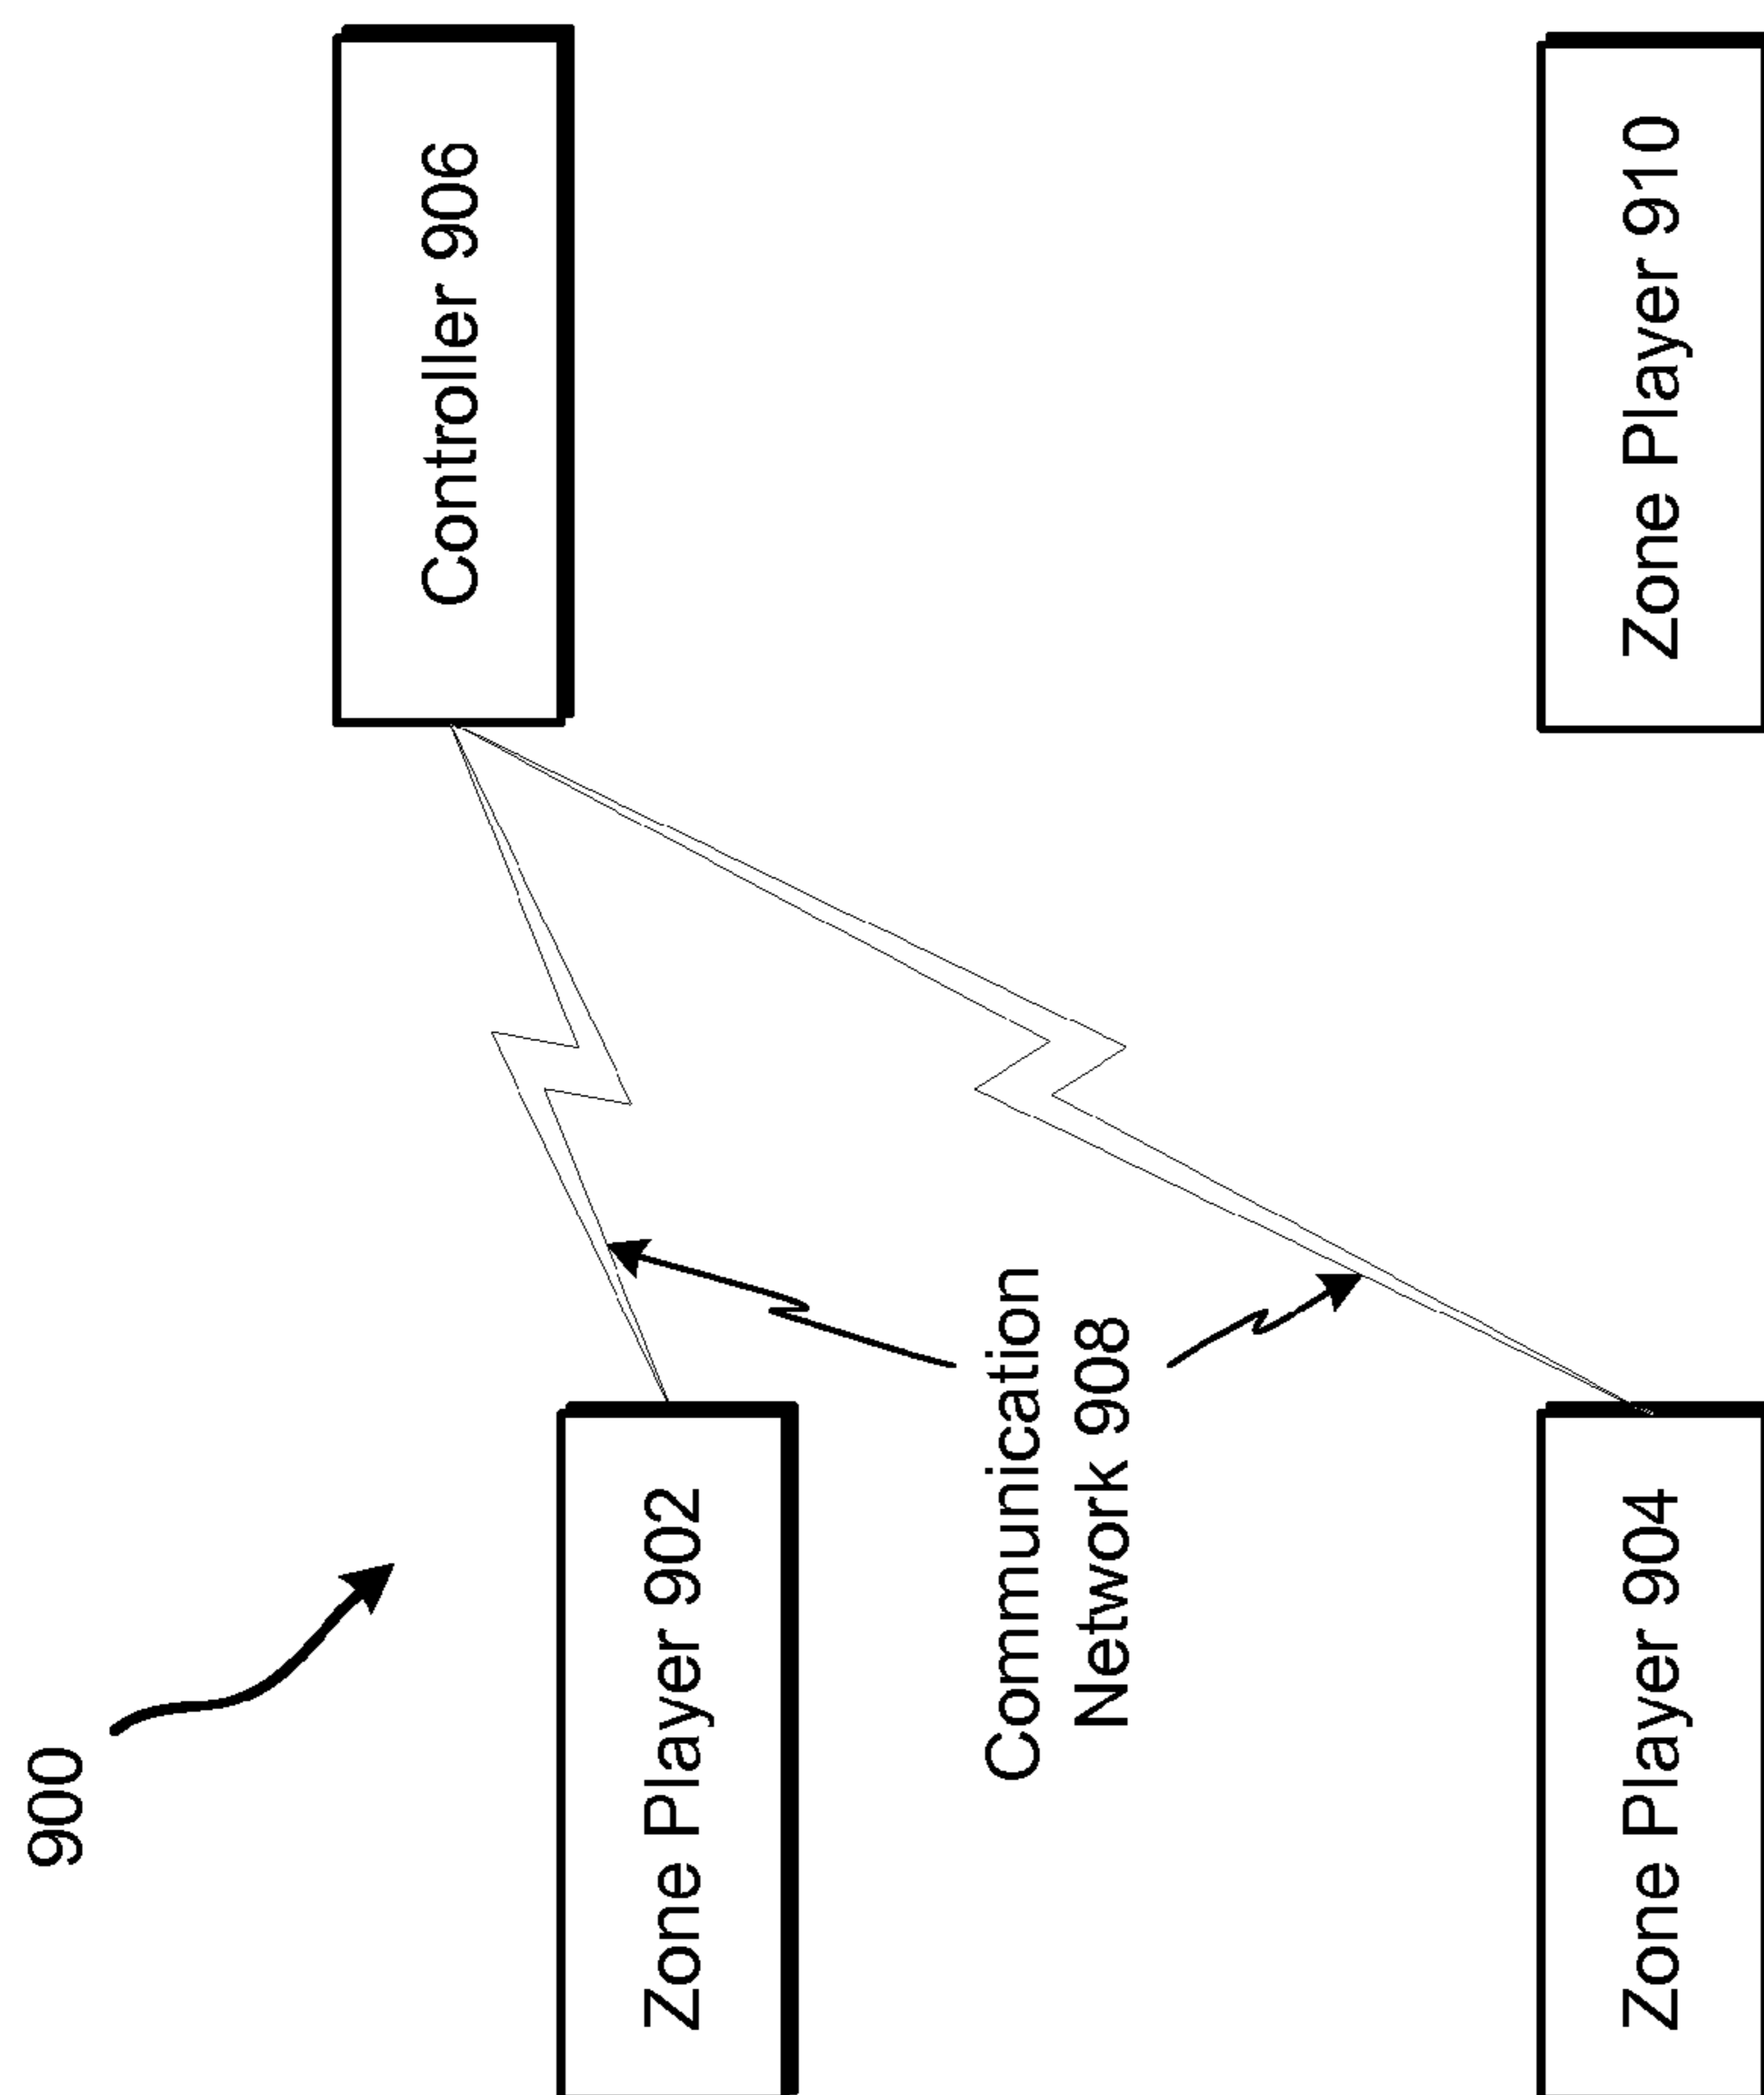 900
Controller 906
Zone Player 902
Communication
Network 908
Zone Player 910
Zone Player 904